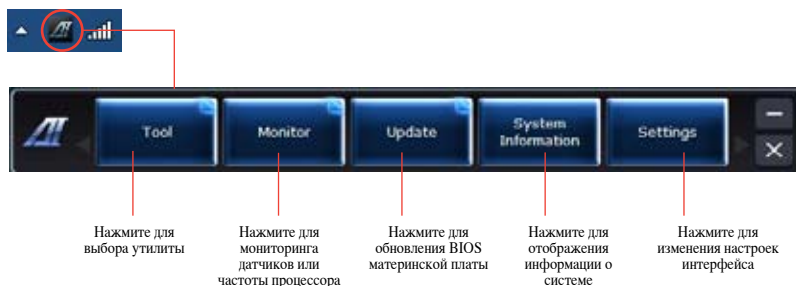 Tool
Monitor
Update
System
Information
Settings
Нажмите для
выбора утилиты
Нажмите для
мониторинга
датчиков или
частоты процессора
Нажмите для
обновления BIOS
материнской платы
Нажмите для
отображения
информации о
системе
Нажмите для
изменения настроек
интерфейса